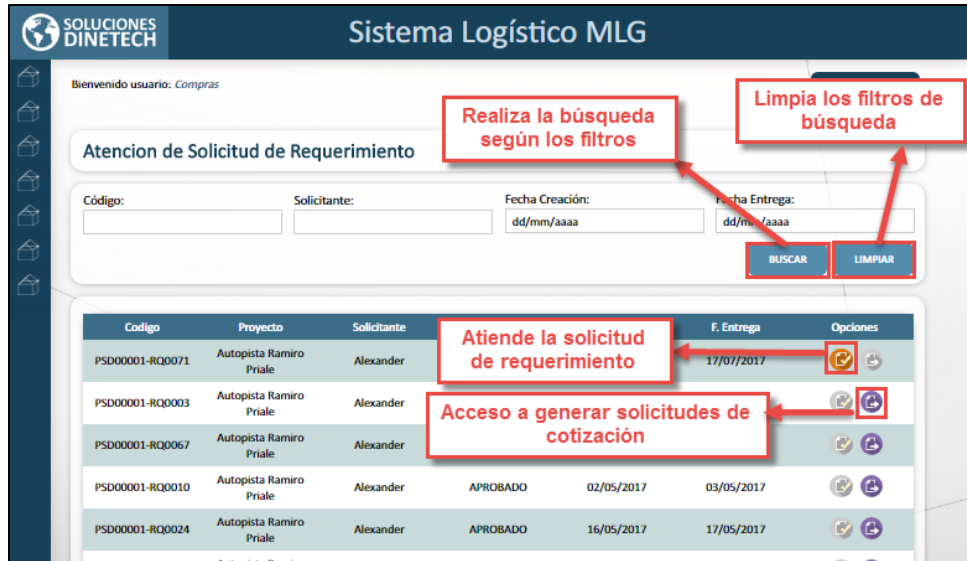 SOLUCIONES
DINETECH
Sistema Logístico MLG
Bienvenido usuario: Compras
Realiza la búsqueda
según los filtros
Limpia los filtros de
búsqueda
Atencion de Solicitud de Requerimiento
Código: Solicitante: Fecha Creación: Fecha Entrega:
dd/mm/aaaa dd/mm/aaaa
BUSCAR LIMPIAR
Codigo Proyecto Solicitante F. Entrega Opciones
Atiende la solicitud
de requerimiento
PSD00001-RQ0071 Autopista Ramiro Priale Alexander 17/07/2017
PSD00001-RQ0003 Autopista Ramiro Priale Alexander
Acceso a generar solicitudes de
cotización
PSD00001-RQ0067 Autopista Ramiro Priale Alexander
PSD00001-RQ0010 Autopista Ramiro Priale Alexander APROBADO 02/05/2017 03/05/2017
PSD00001-RQ0024 Autopista Ramiro Priale Alexander APROBADO 16/05/2017 17/05/2017